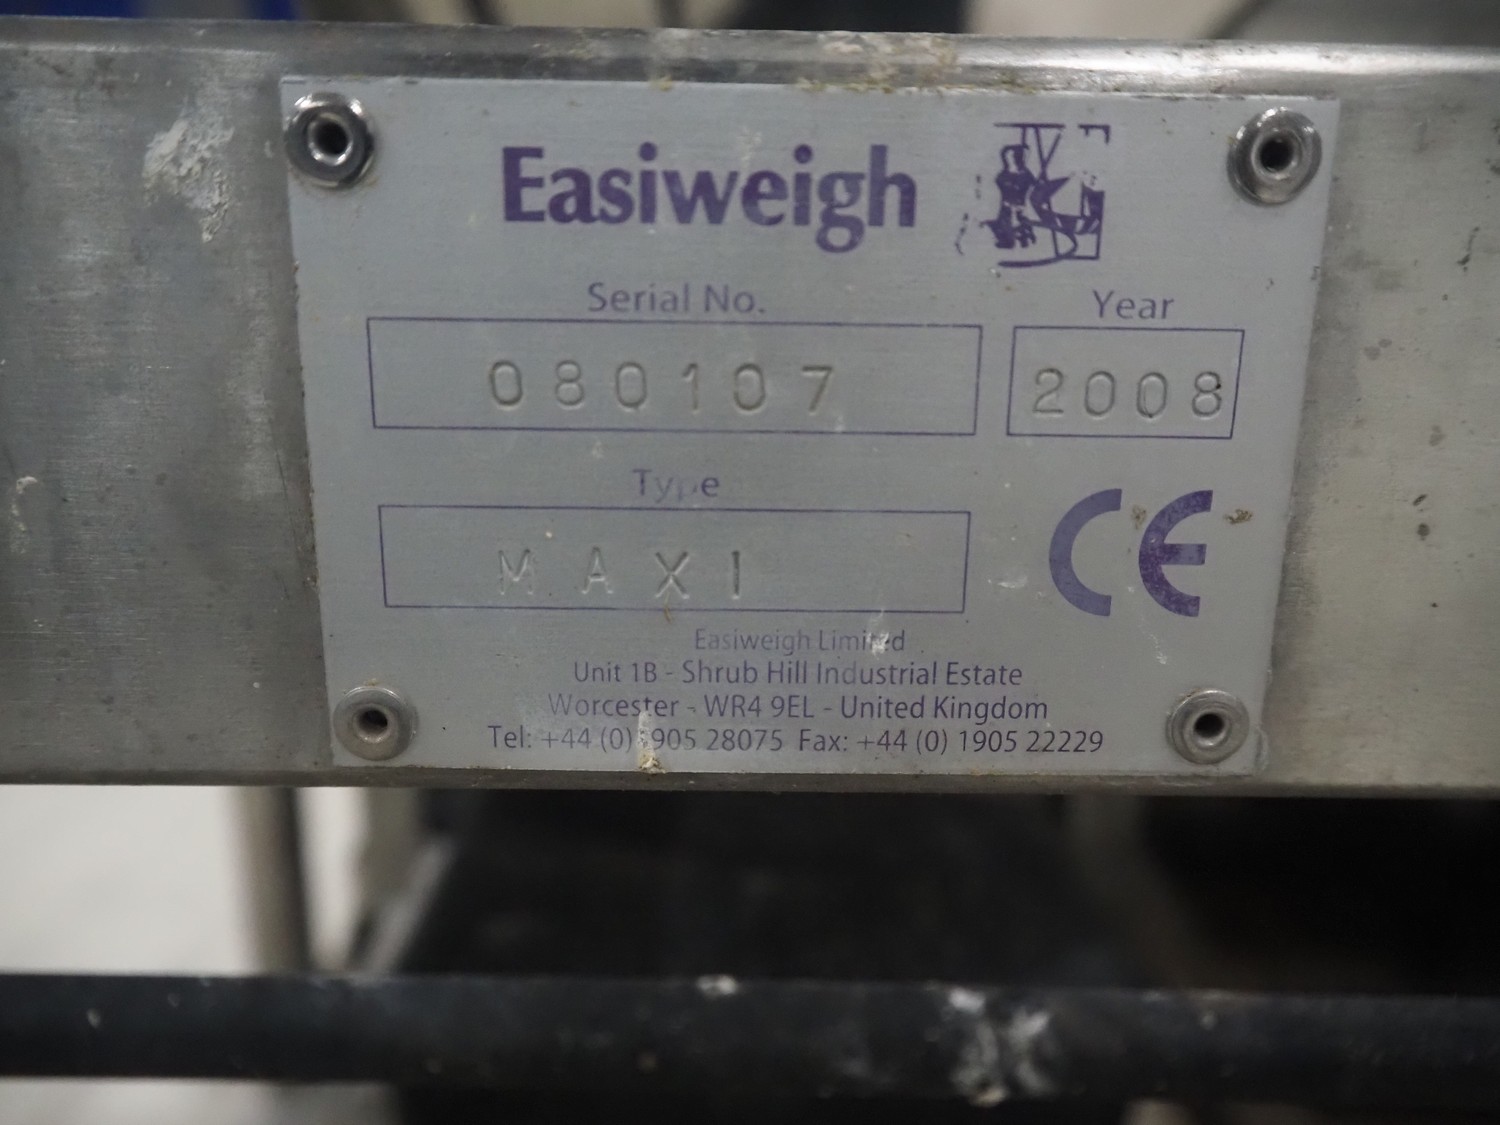 Easiweigh
Serial No. Year
080107 2008
Type
MAXI
CE
Easiweigh Limited
Unit 1B - Shrub Hill Industrial Estate
Worcester - WR4 9EL - United Kingdom
Tel: +44 (0) 1905 28075 Fax: +44 (0) 1905 22229